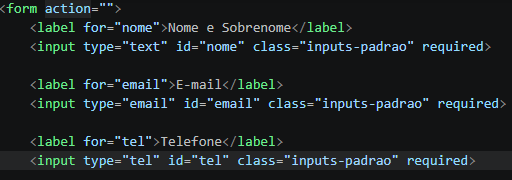 <form action="">
<label for="nome">Nome e Sobrenome</label>
<input type="text" id="nome" class="inputs-padrao" required>
<label for="email">E-mail</label>
<input type="email" id="email" class="inputs-padrao" required>
<label for="tel">Telefone</label>
<input type="tel" id="tel" class="inputs-padrao" required>